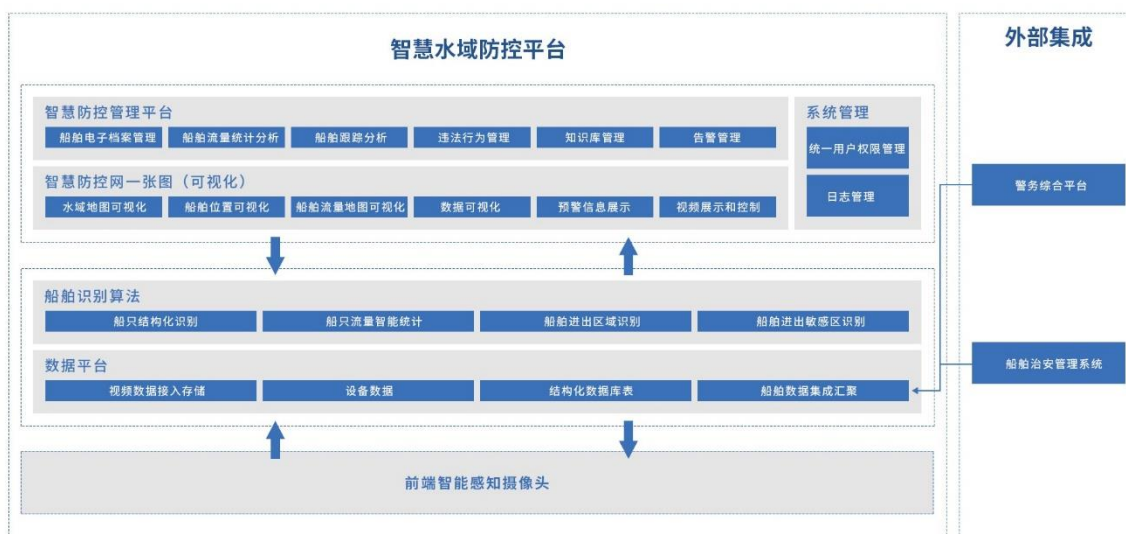 智慧水域防控平台
外部集成
智慧防控管理平台
船舶电子档案管理
船舶流量统计分析
船舶跟踪分析
违法行为管理
知识库管理
告警管理
智慧防控网一张图（可视化）
水域地图可视化
船舶位置可视化
船舶流量地图可视化
数据可视化
预警信息展示
视频展示和控制
系统管理
统一用户权限管理
日志管理
警务综合平台
船舶识别算法
船只结构化识别
船只流量智能统计
船舶进出区域识别
船舶进出敏感区识别
数据平台
视频数据接入存储
设备数据
结构化数据库表
船舶数据集成汇聚
船舶治安管理系统
前端智能感知摄像头